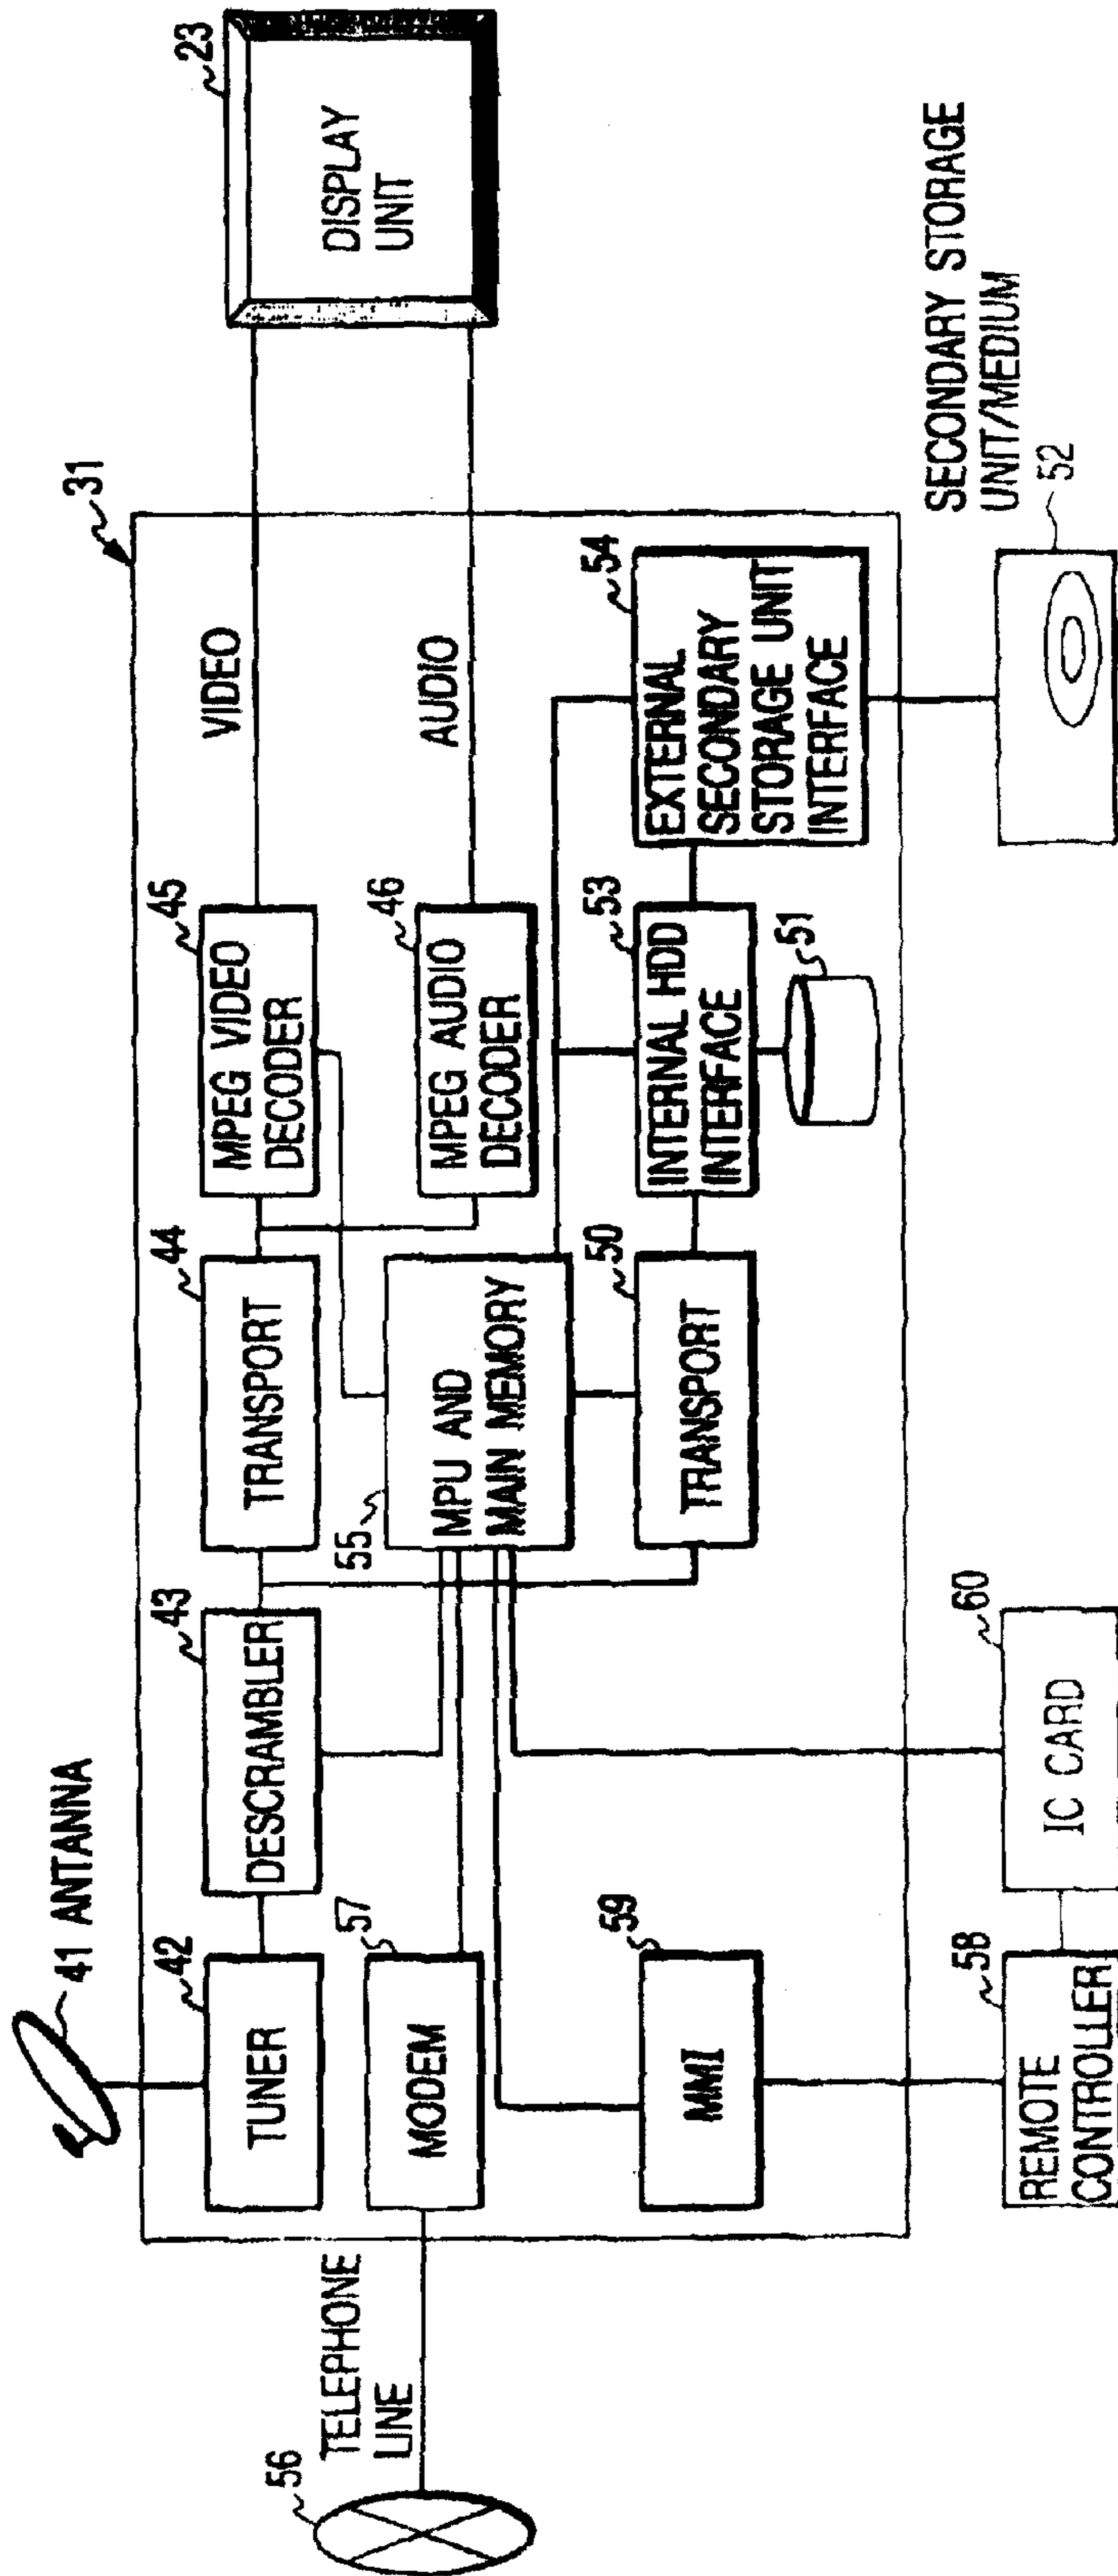 41 ANTANNA
31
23
42
TUNER
43
DESCRAMBLER
44
TRANSPORT
45
MPEG VIDEO
DECODER
VIDEO
DISPLAY
UNIT
46
MPEG AUDIO
DECODER
AUDIO
56
TELEPHONE
LINE
57
MODEM
55
MPU AND
MAIN MEMORY
59
MMI
50
TRANSPORT
53
INTERNAL HDD
INTERFACE
54
EXTERNAL
SECONDARY
STORAGE UNIT
INTERFACE
51
58
REMOTE
CONTROLLER
60
IC CARD
SECONDARY STORAGE
UNIT/MEDIUM
52